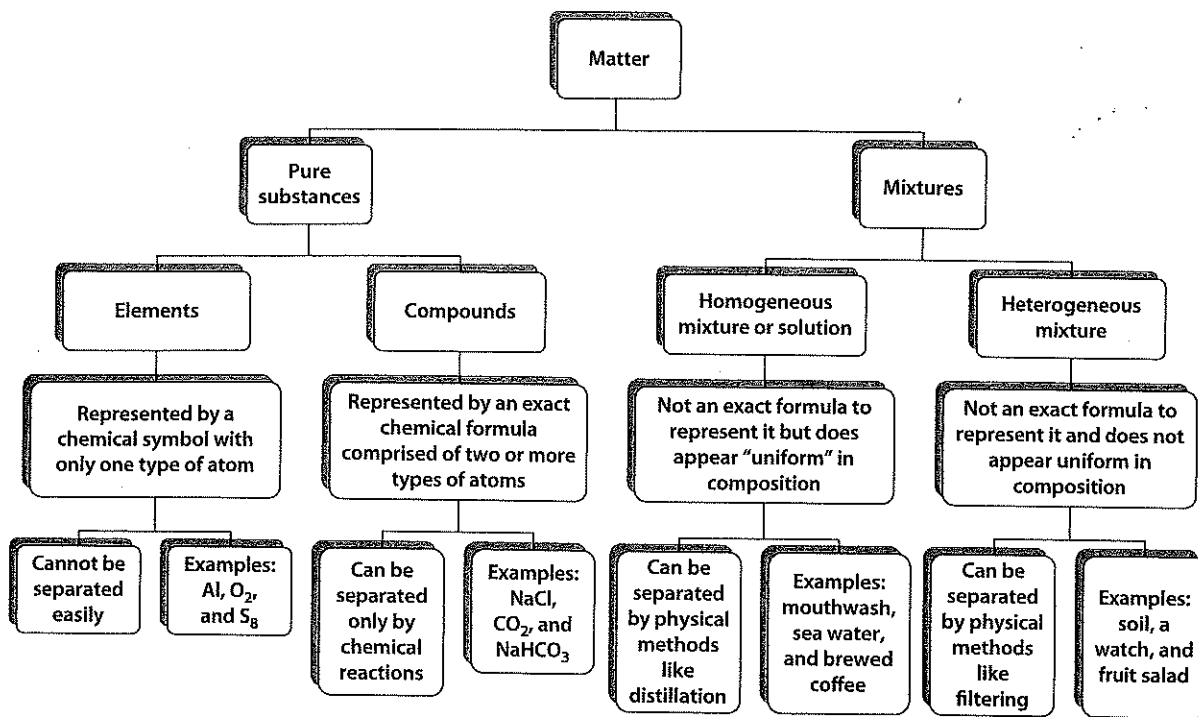 Matter
Pure
substances
Mixtures
Elements
Compounds
Homogeneous
mixture or solution
Heterogeneous
mixture
Represented by a
chemical symbol with
only one type of atom
Represented by an exact
chemical formula
comprised of two or more
types of atoms
Not an exact formula to
represent it but does
appear “uniform” in
composition
Not an exact formula to
represent it and does not
appear uniform in
composition
Cannot be
separated
easily
Examples:
Al, O₂,
and S₈
Can be
separated
only by
chemical
reactions
Examples:
NaCl,
CO₂, and
NaHCO₃
Can be
separated
by physical
methods
like
distillation
Examples:
mouthwash,
sea water,
and brewed
coffee
Can be
separated
by physical
methods
like
filtering
Examples:
soil, a
watch, and
fruit salad